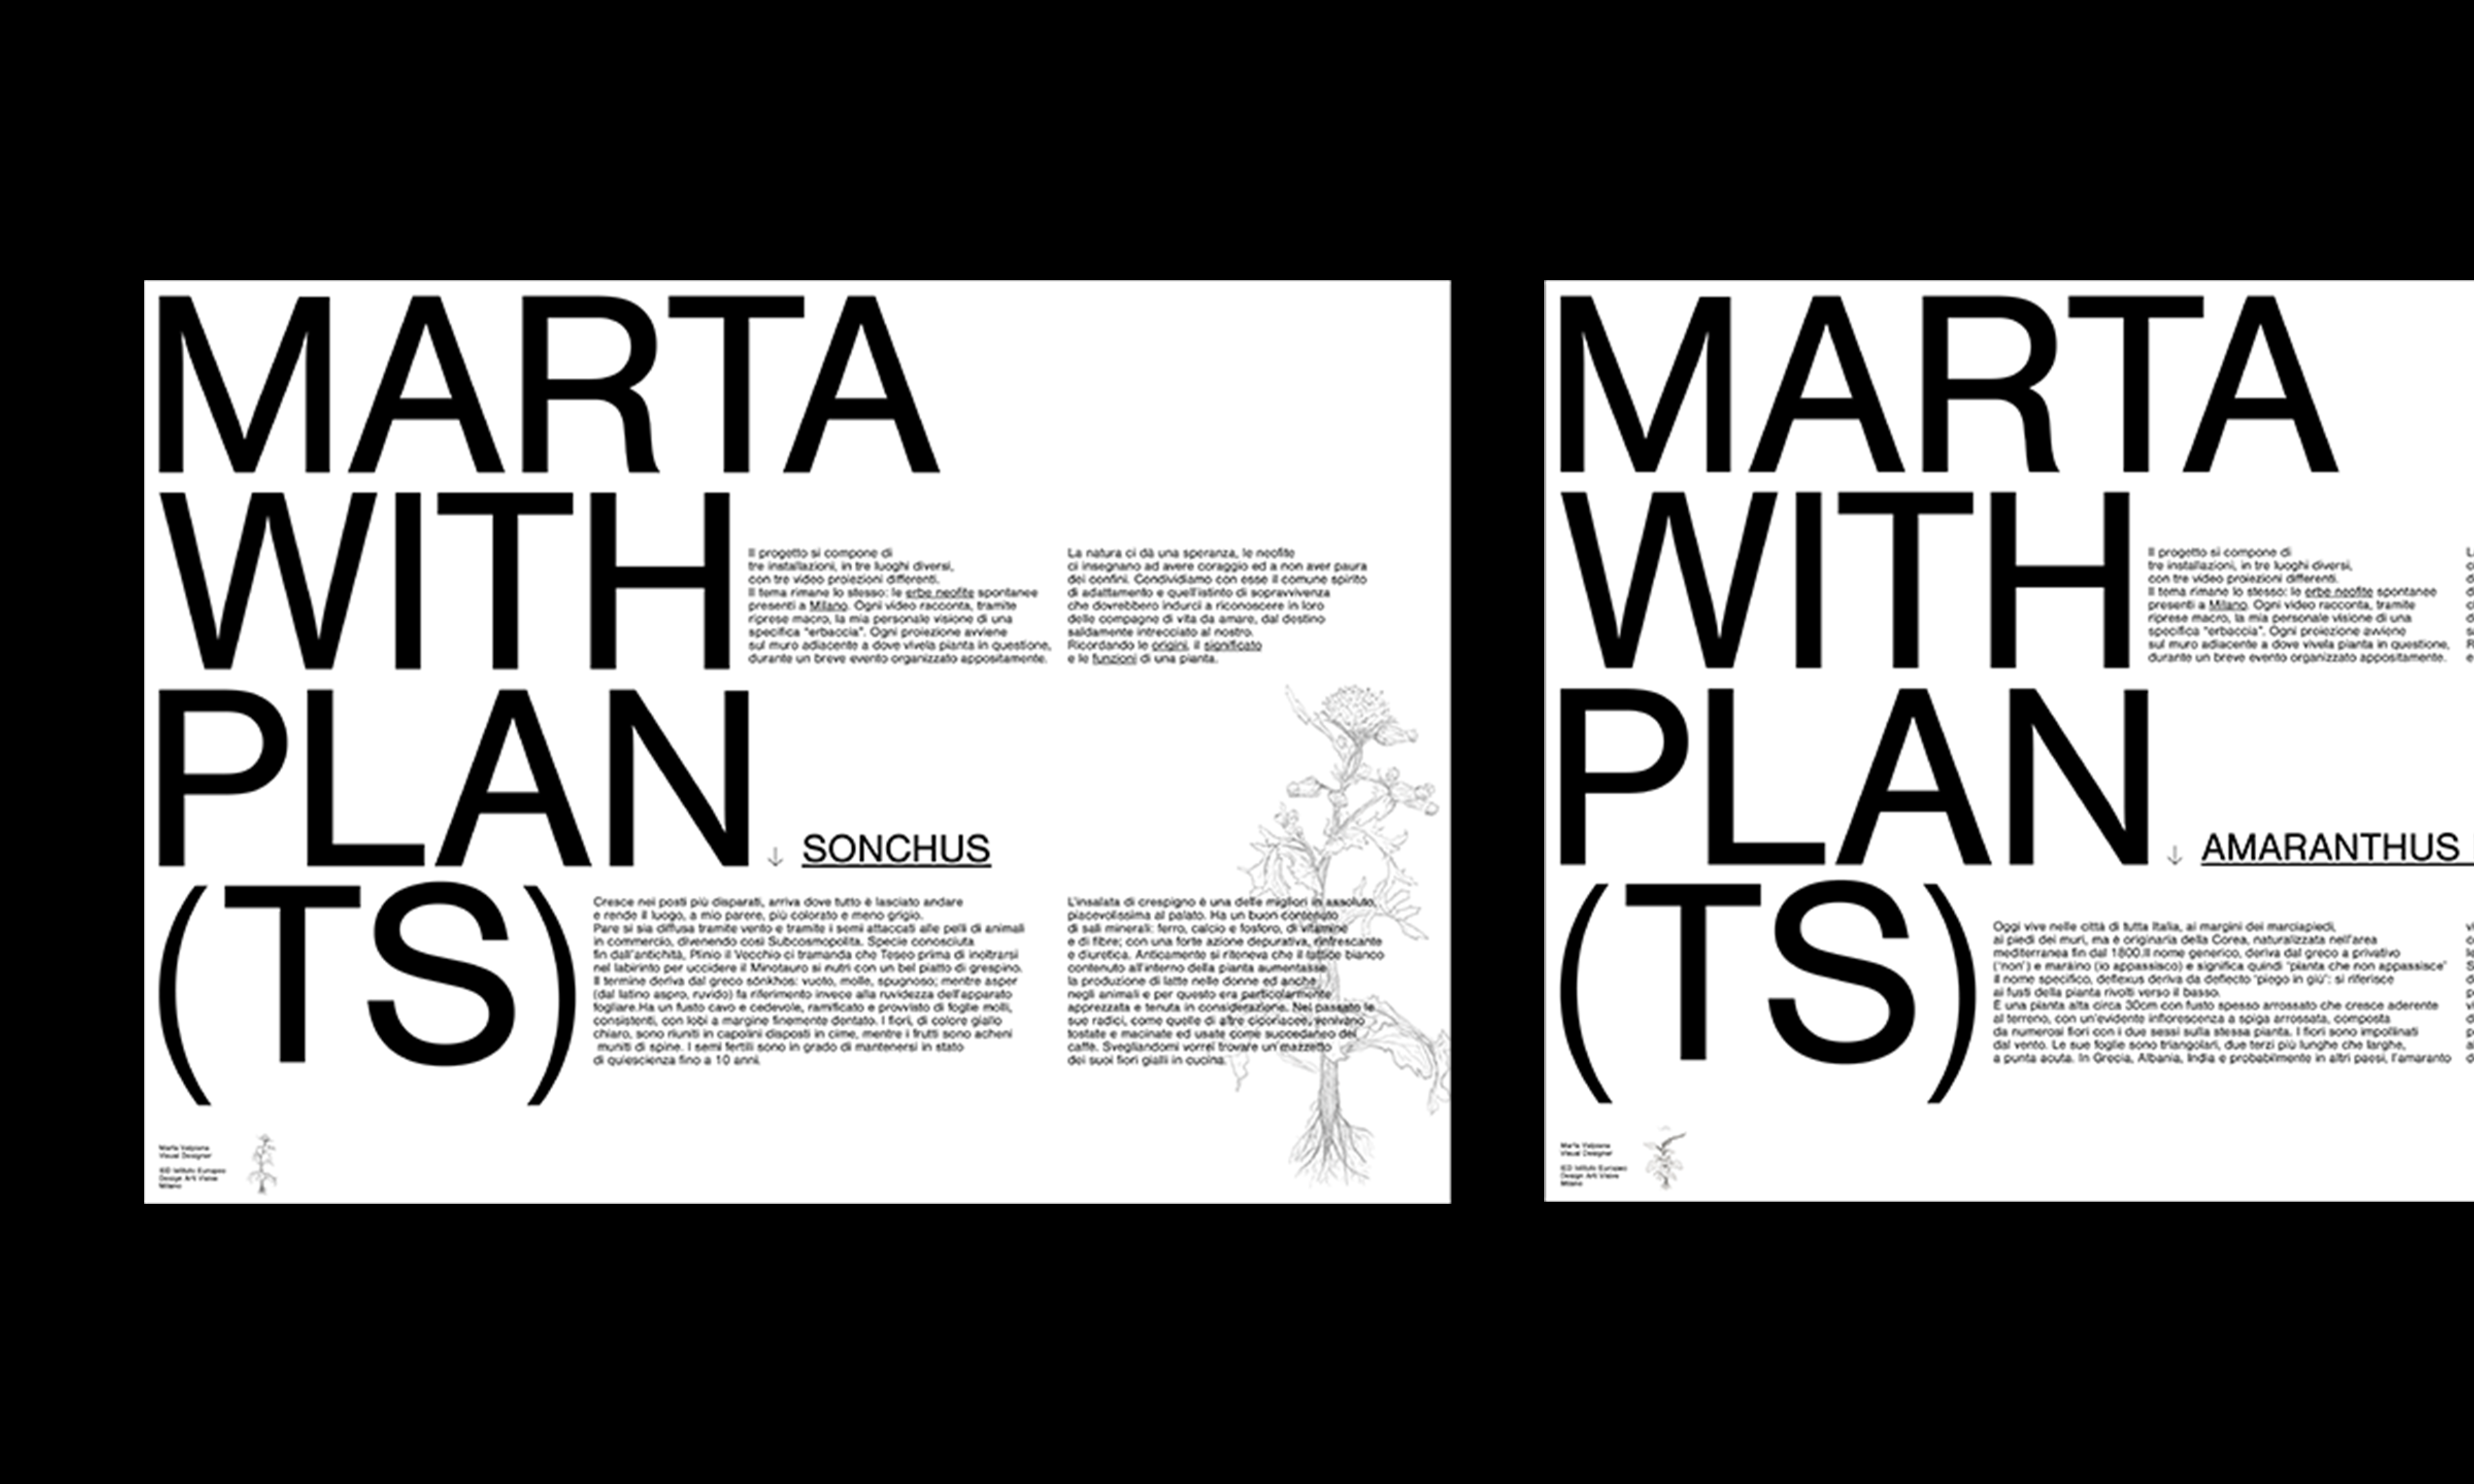 MARTA
WITH
Il progetto si compone di
tre installazioni, in tre luoghi diversi,
con tre video proiezioni differenti.
Il tema rimane lo stesso: le erbe neofite spontanee
presenti a Milano. Ogni video racconta, tramite
riprese macro, la mia personale visione di una
specifica "erbaccia". Ogni proiezione avviene
sul muro adiacente a dove vivela pianta in questione,
durante un breve evento organizzato appositamente.
La natura ci dà una speranza, le neofite
ci insegnano ad avere coraggio ed a non aver paura
dei confini. Condividiamo con esse il comune spirito
di adattamento e quell'istinto di sopravvivenza
che dovrebbero indurci a riconoscere in loro
delle compagne di vita da amare, dal destino
saldamente intrecciato al nostro.
Ricordando le origini, il significato
e le funzioni di una pianta.
PLAN
↓ SONCHUS
(TS)
Cresce nei posti più disparati, arriva dove tutto è lasciato andare
e rende il luogo, a mio parere, più colorato e meno grigio.
Pare si sia diffusa tramite vento e tramite i semi attaccati alle pelli di animali
in commercio, divenendo così Subcosmopolita. Specie conosciuta
fin dall'antichità, Plinio il Vecchio ci tramanda che Teseo prima di inoltrarsi
nel labirinto per uccidere il Minotauro si nutrì con un bel piatto di grespino.
Il termine deriva dal greco sónkhos: vuoto, molle, spugnoso; mentre asper
(dal latino aspro, ruvido) fa riferimento invece alla ruvidezza dell'apparato
fogliare.Ha un fusto cavo e cedevole, ramificato e provvisto di foglie molli,
consistenti, con lobi a margine finemente dentato. I fiori, di colore giallo
chiaro, sono riuniti in capolini disposti in cime, mentre i frutti sono acheni
muniti di spine. I semi fertili sono in grado di mantenersi in stato
di quiescienza fino a 10 anni.
L'insalata di crespigno è una delle migliori in assoluto,
piacevolissima al palato. Ha un buon contenuto
di sali minerali: ferro, calcio e fosforo, di vitamine
e di fibre; con una forte azione depurativa, rinfrescante
e diuretica. Anticamente si riteneva che il lattice bianco
contenuto all'interno della pianta aumentasse
la produzione di latte nelle donne ed anche
negli animali e per questo era particolarmente
apprezzata e tenuta in considerazione. Nel passato le
sue radici, come quelle di altre cicoriacee, venivano
tostate e macinate ed usate come succedaneo del
caffè. Svegliandomi vorrei trovare un mazzetto
dei suoi fiori gialli in cucina.
Marta
Visual Designer
IED Istituto Europeo
Design Arti Visive
Milano
MARTA
WITH
Il progetto si compone di
tre installazioni, in tre luoghi diversi,
con tre video proiezioni differenti.
Il tema rimane lo stesso: le erbe neofite spontanee
presenti a Milano. Ogni video racconta, tramite
riprese macro, la mia personale visione di una
specifica "erbaccia". Ogni proiezione avviene
sul muro adiacente a dove vivela pianta in questione,
durante un breve evento organizzato appositamente.
PLAN
↓ AMARANTHUS
(TS)
Oggi vive nelle città di tutta Italia, ai margini dei marciapiedi,
ai piedi dei muri, ma è originaria della Corea, naturalizzata nell'area
mediterranea fin dal 1800.Il nome generico, deriva dal greco a privativo
('non') e maráino (io appassisco) e significa quindi "pianta che non appassisce"
Il nome specifico, deflexus deriva da deflecto "piego in giù": si riferisce
ai fusti della pianta rivolti verso il basso.
È una pianta alta circa 30cm con fusto spesso arrossato che cresce aderente
al terreno, con un'evidente inflorescenza a spiga arrossata, composta
da numerosi fiori con i due sessi sulla stessa pianta. I fiori sono impollinati
dal vento. Le sue foglie sono triangolari, due terzi più lunghe che larghe,
a punta acuta. In Grecia, Albania, India e probabilmente in altri paesi, l'amaranto
Marta
Visual Designer
IED Istituto Europeo
Design Arti Visive
Milano